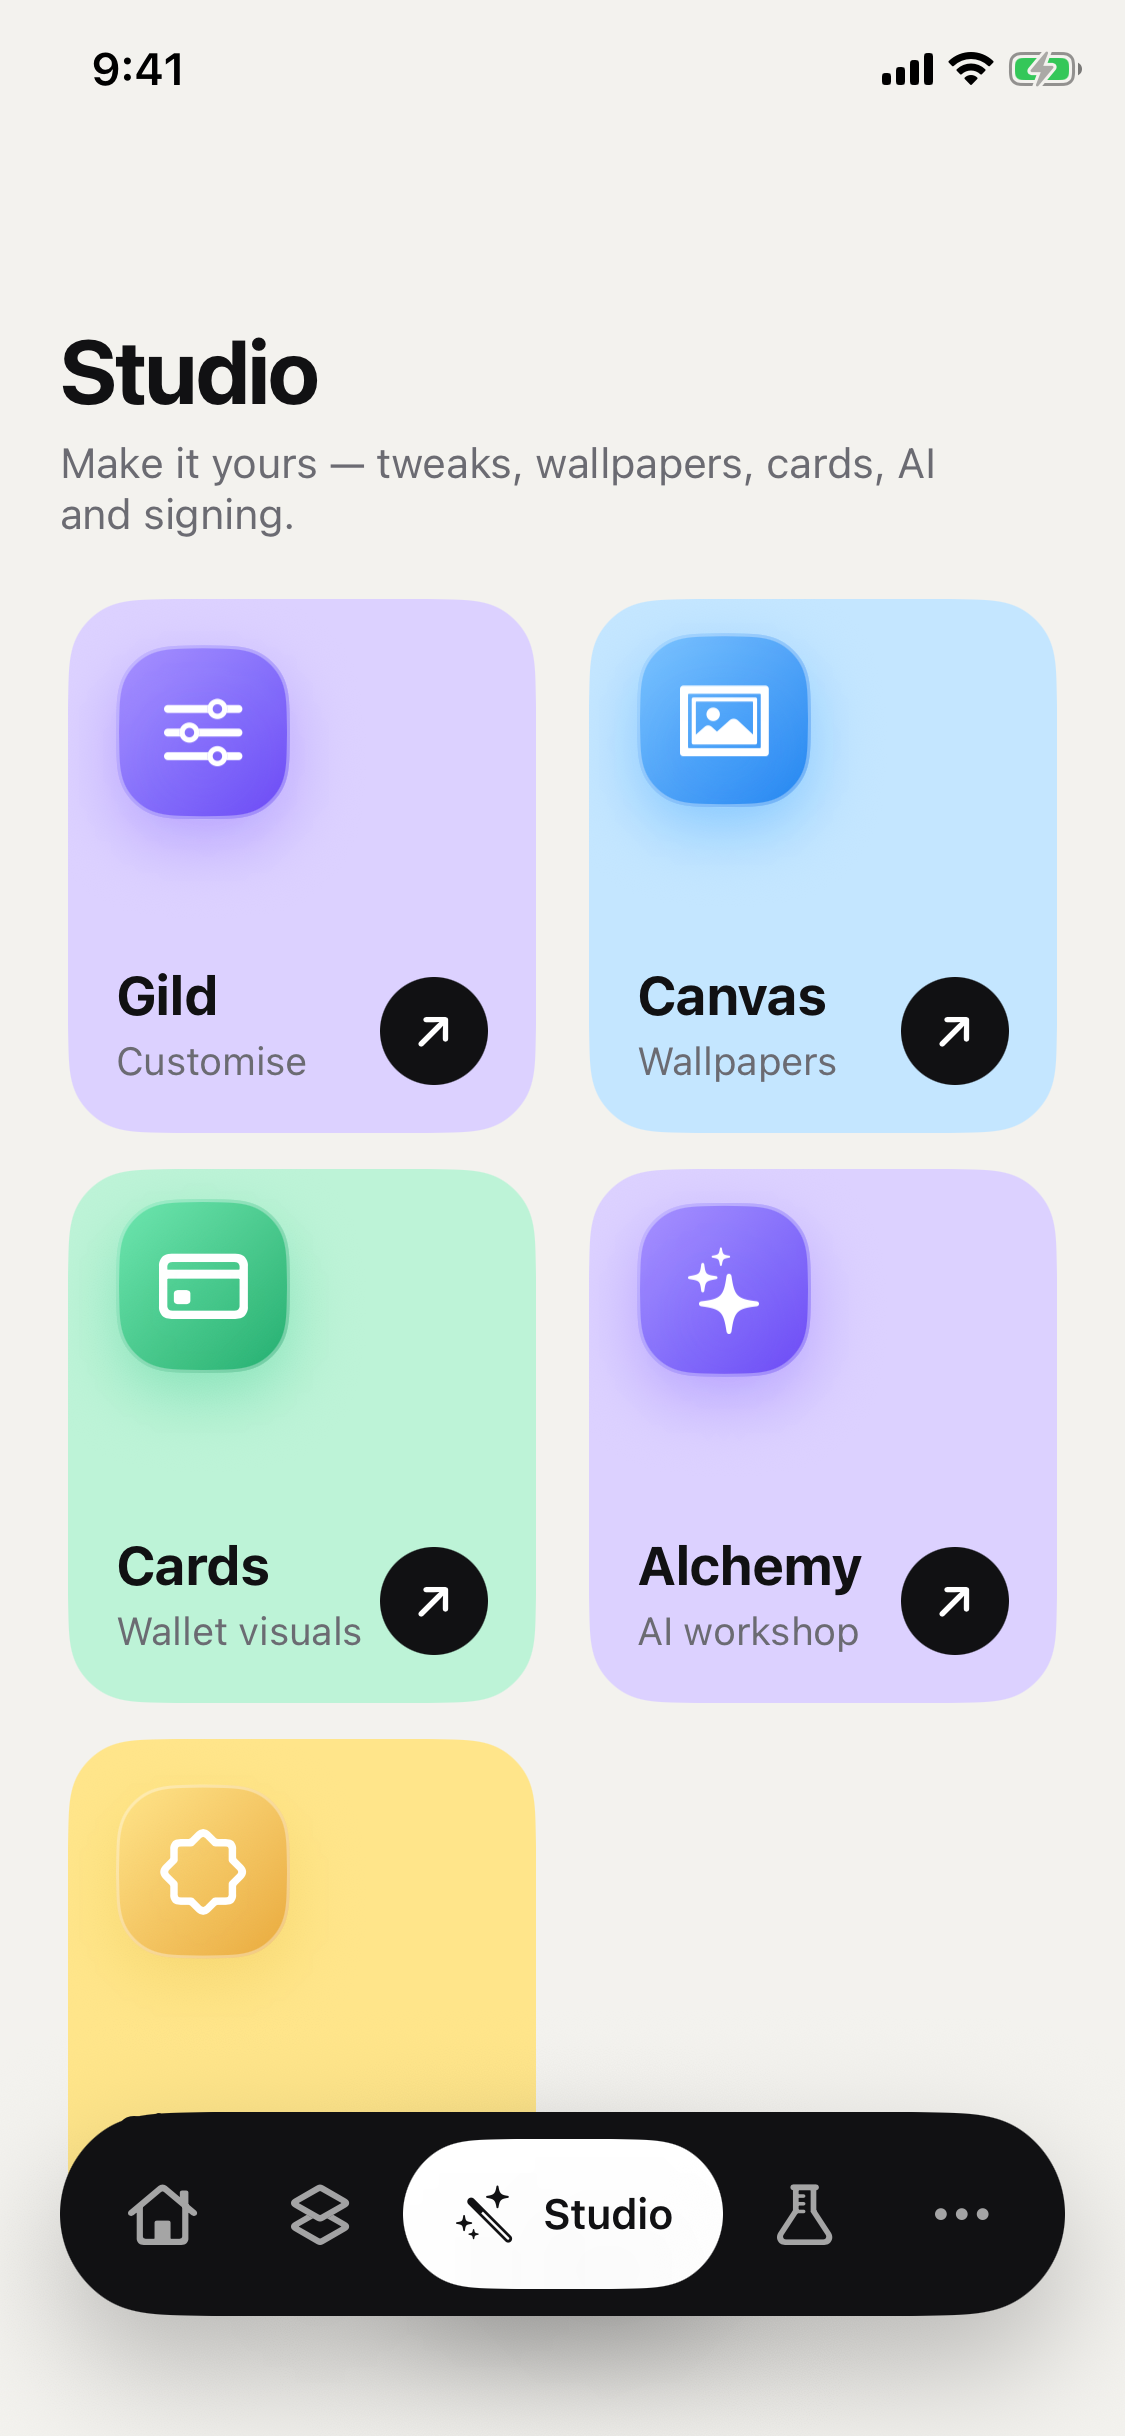 9:41
Studio
Make it yours — tweaks, wallpapers, cards, AI
and signing.
Gild
Customise
Canvas
Wallpapers
Cards
Wallet visuals
Alchemy
AI workshop
Studio